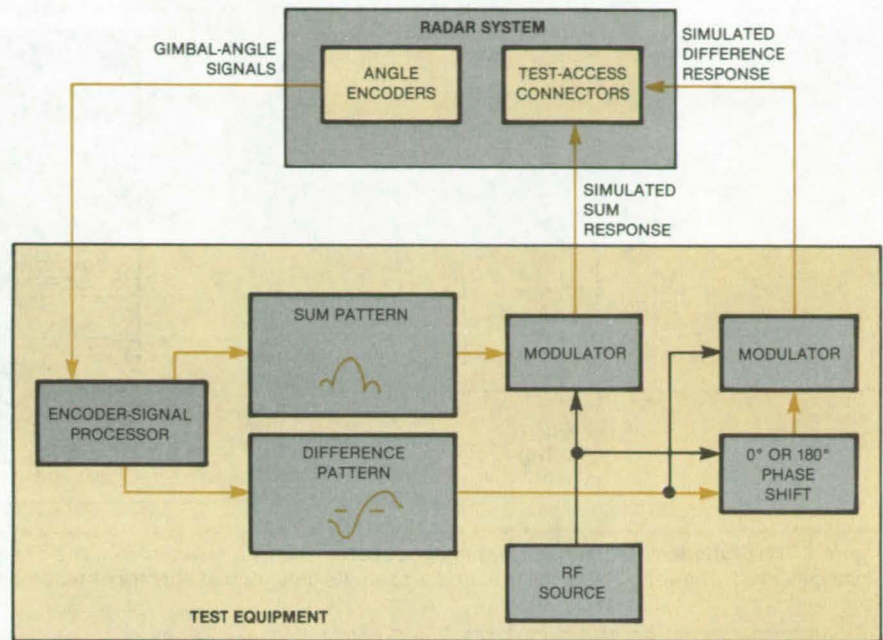 RADAR SYSTEM
GIMBAL-ANGLE
SIGNALS
ANGLE
ENCODERS
TEST-ACCESS
CONNECTORS
SIMULATED
DIFFERENCE
RESPONSE
SIMULATED
SUM
RESPONSE
SUM PATTERN
MODULATOR
MODULATOR
ENCODER-SIGNAL
PROCESSOR
DIFFERENCE
PATTERN
0° OR 180°
PHASE
SHIFT
RF
SOURCE
TEST EQUIPMENT